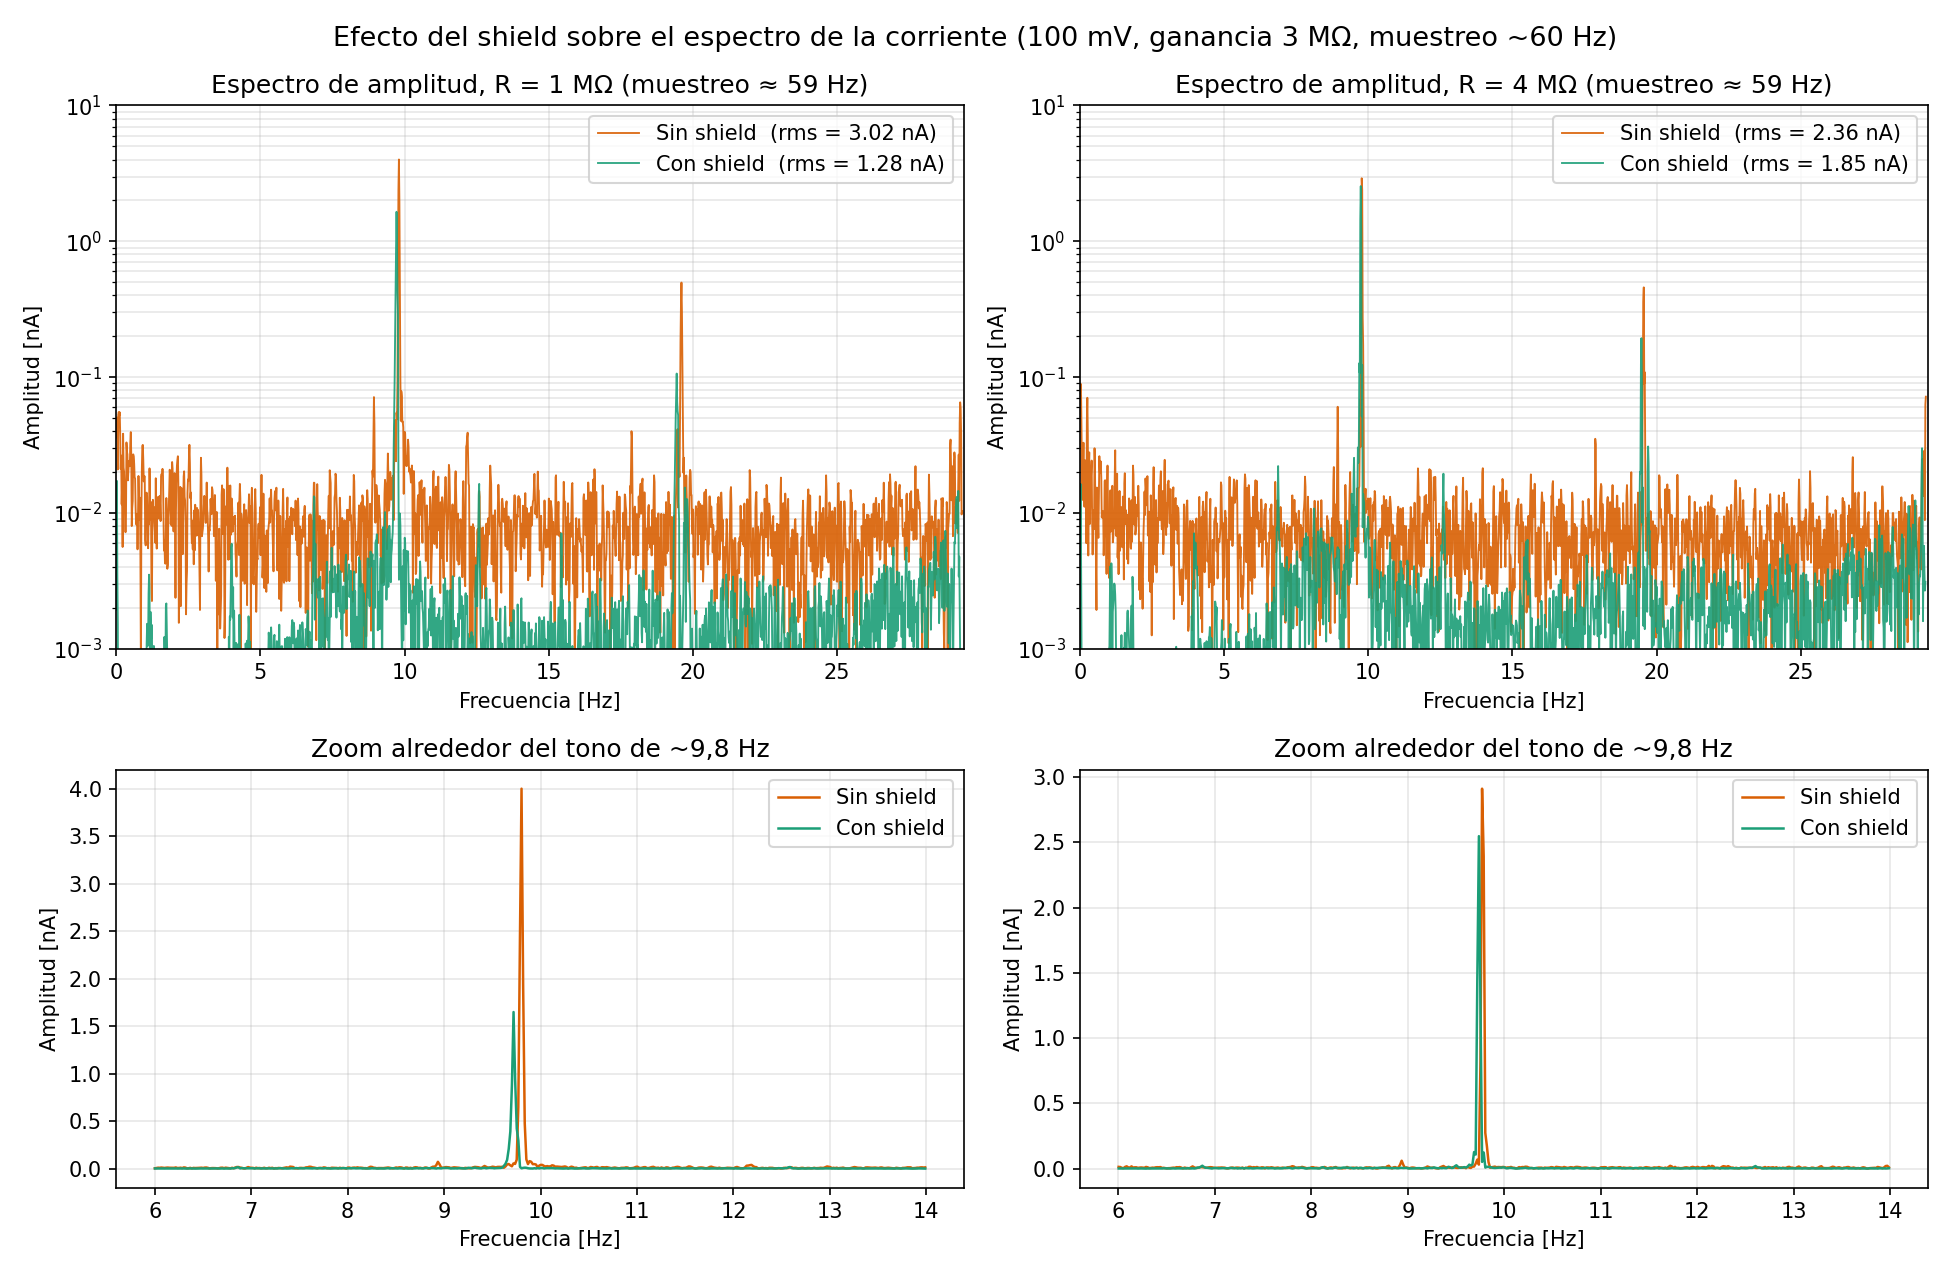 Efecto del shield sobre el espectro de la corriente (100 mV, ganancia 3 MΩ, muestreo ~60 Hz)
Espectro de amplitud, R = 1 MΩ (muestreo ≈ 59 Hz)
Amplitud [nA]
10¹
10⁰
10⁻¹
10⁻²
10⁻³
Sin shield (rms = 3.02 nA)
Con shield (rms = 1.28 nA)
0 5 10 15 20 25
Frecuencia [Hz]
Espectro de amplitud, R = 4 MΩ (muestreo ≈ 59 Hz)
Amplitud [nA]
10¹
10⁰
10⁻¹
10⁻²
10⁻³
Sin shield (rms = 2.36 nA)
Con shield (rms = 1.85 nA)
0 5 10 15 20 25
Frecuencia [Hz]
Zoom alrededor del tono de ~9,8 Hz
Amplitud [nA]
4.0
3.5
3.0
2.5
2.0
1.5
1.0
0.5
0.0
Sin shield
Con shield
6 7 8 9 10 11 12 13 14
Frecuencia [Hz]
Zoom alrededor del tono de ~9,8 Hz
Amplitud [nA]
3.0
2.5
2.0
1.5
1.0
0.5
0.0
Sin shield
Con shield
6 7 8 9 10 11 12 13 14
Frecuencia [Hz]